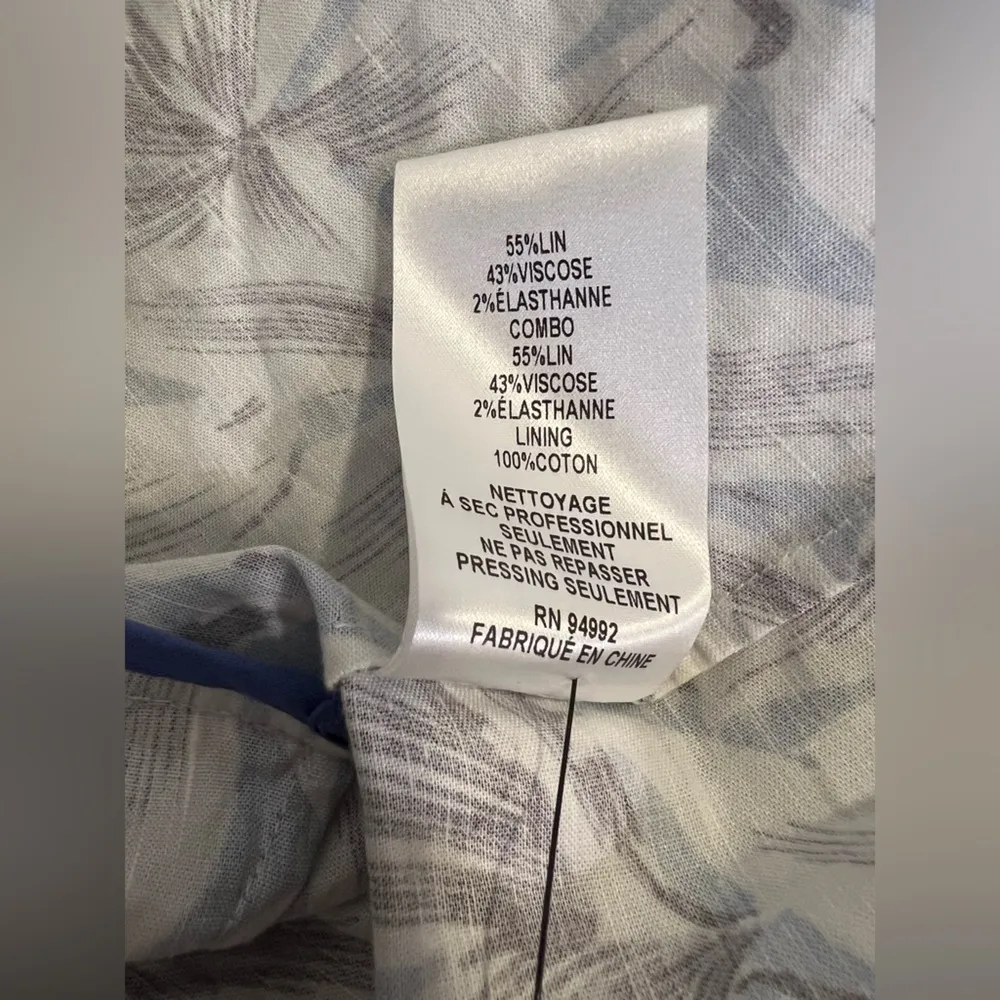 55%LIN
43%VISCOSE
2%ÉLASTHANNE
COMBO
55%LIN
43%VISCOSE
2%ÉLASTHANNE
LINING
100%COTON
NETTOYAGE
Á SEC PROFESSIONNEL
SEULEMENT
NE PAS REPASSER
PRESSING SEULEMENT
RN 94992
FABRIQUÉ EN CHINE